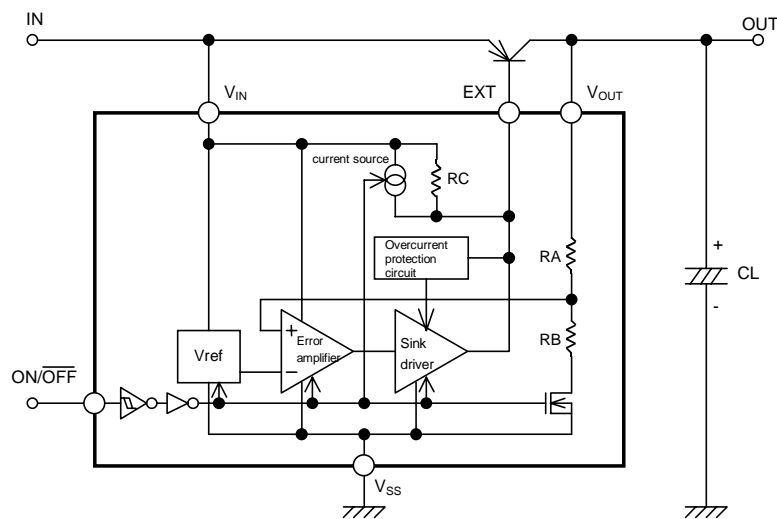 IN
OUT
VIN
EXT
VOUT
current source
RC
Overcurrent
protection
circuit
RA
+
CL
-
+
Error
amplifier
−
Sink
driver
RB
Vref
ON/OFF
VSS